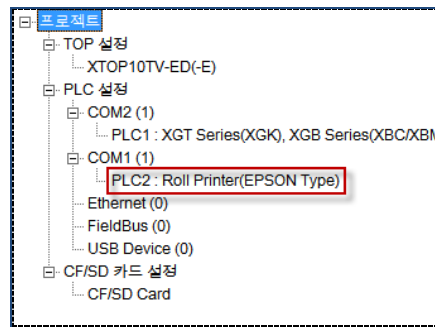 프로젝트
TOP 설정
XTOP10TV-ED(-E)
PLC 설정
COM2 (1)
PLC1 : XGT Series(XGK), XGB Series(XBC/XBM
COM1 (1)
PLC2 : Roll Printer(EPSON Type)
Ethernet (0)
FieldBus (0)
USB Device (0)
CF/SD 카드 설정
CF/SD Card